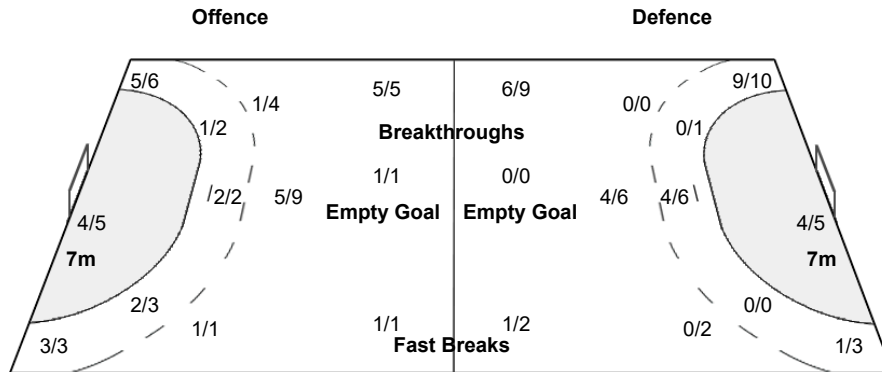 Offence Defence
5/6 5/5 6/9 9/10
1/4 0/0
1/2 Breakthroughs 0/1
1/1 0/0
2/2 5/9 4/6 4/6
Empty Goal Empty Goal
4/5 4/5
7m 7m
2/3 0/0
1/1 1/1 1/2 0/2
3/3 Fast Breaks 1/3